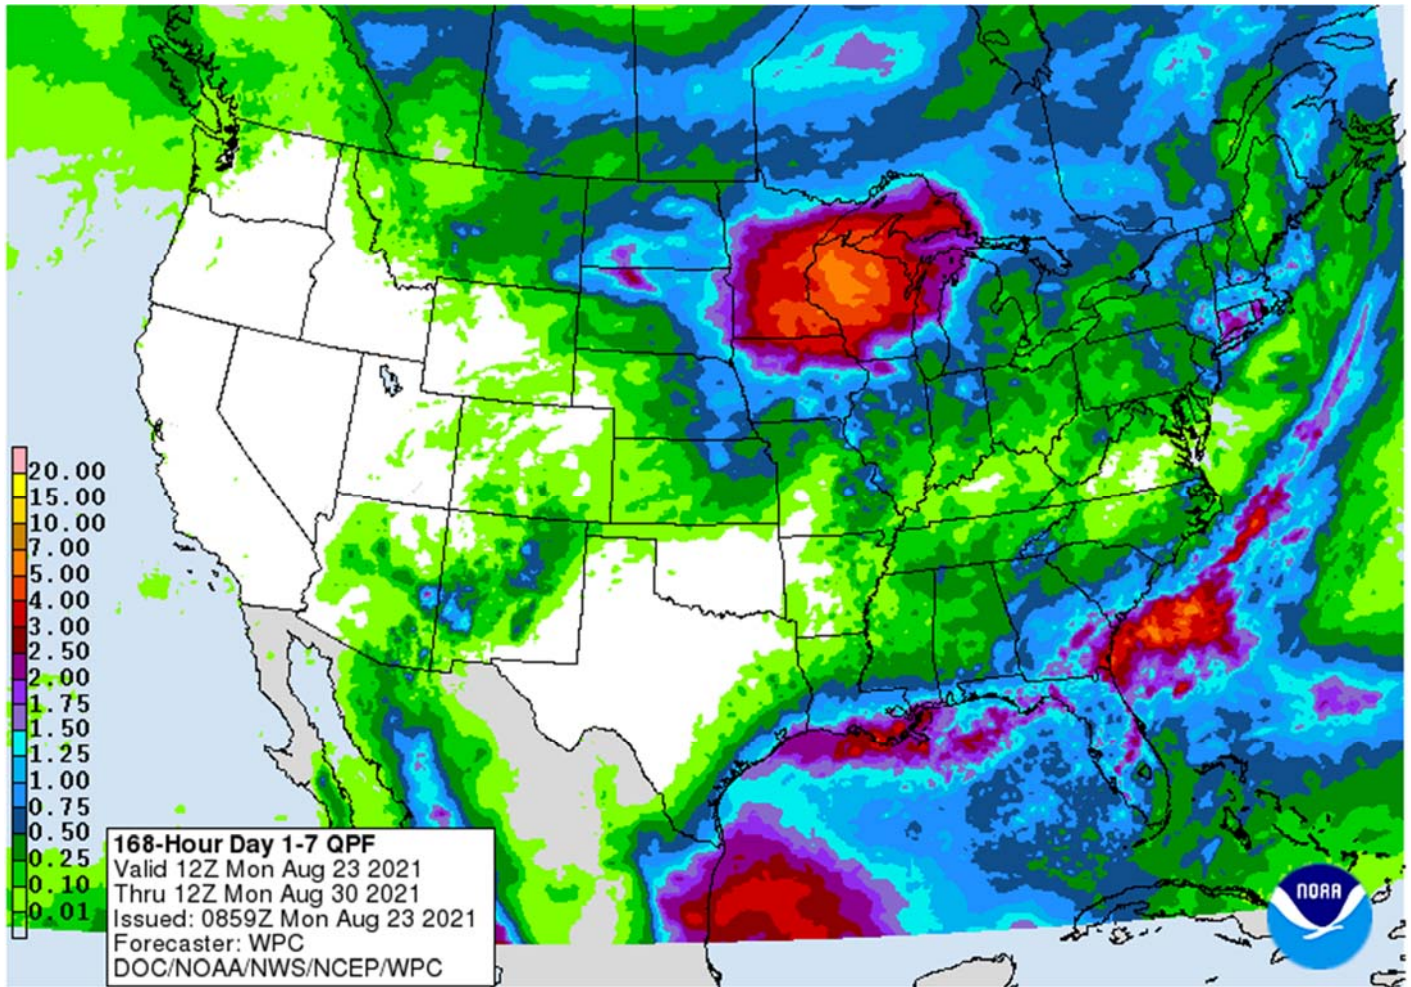 20.00
15.00
10.00
7.00
5.00
4.00
3.00
2.50
2.00
1.75
1.50
1.25
1.00
0.75
0.50
0.25
0.10
0.01
168-Hour Day 1-7 QPF
Valid 12Z Mon Aug 23 2021
Thru 12Z Mon Aug 30 2021
Issued: 0859Z Mon Aug 23 2021
Forecaster: WPC
DOC/NOAA/NWS/NCEP/WPC
NOAA